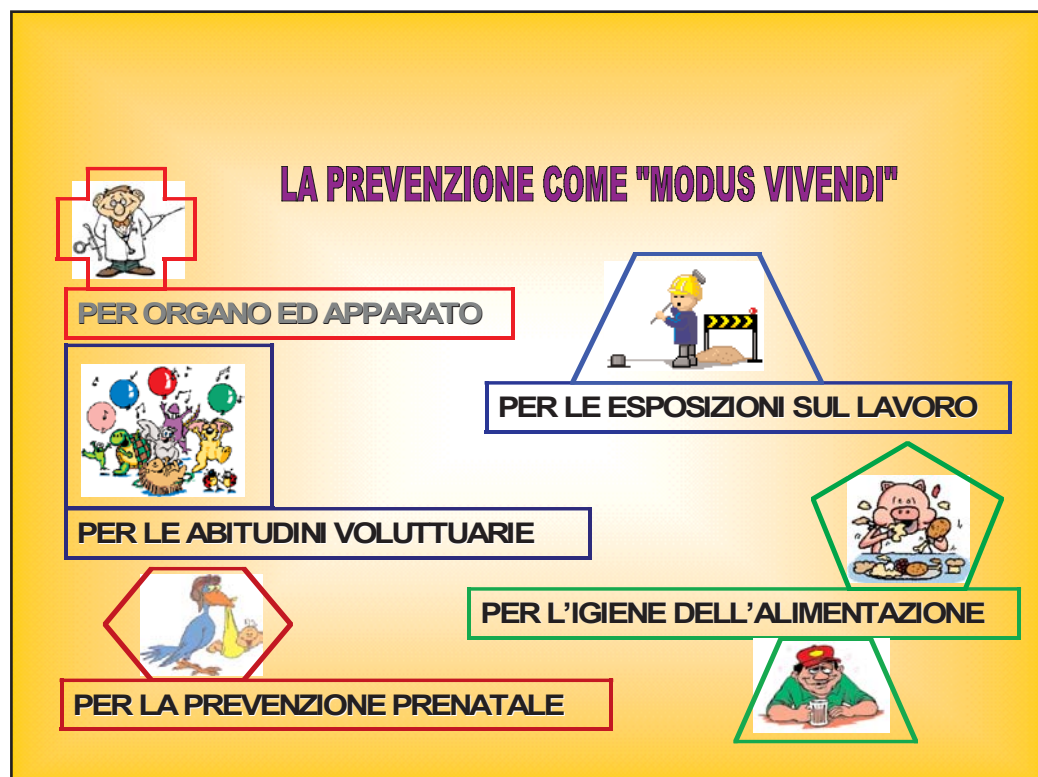 LA PREVENZIONE COME "MODUS VIVENDI"
PER ORGANO ED APPARATO
PER LE ESPOSIZIONI SUL LAVORO
PER LE ABITUDINI VOLUTTUARIE
PER L’IGIENE DELL’ALIMENTAZIONE
PER LA PREVENZIONE PRENATALE